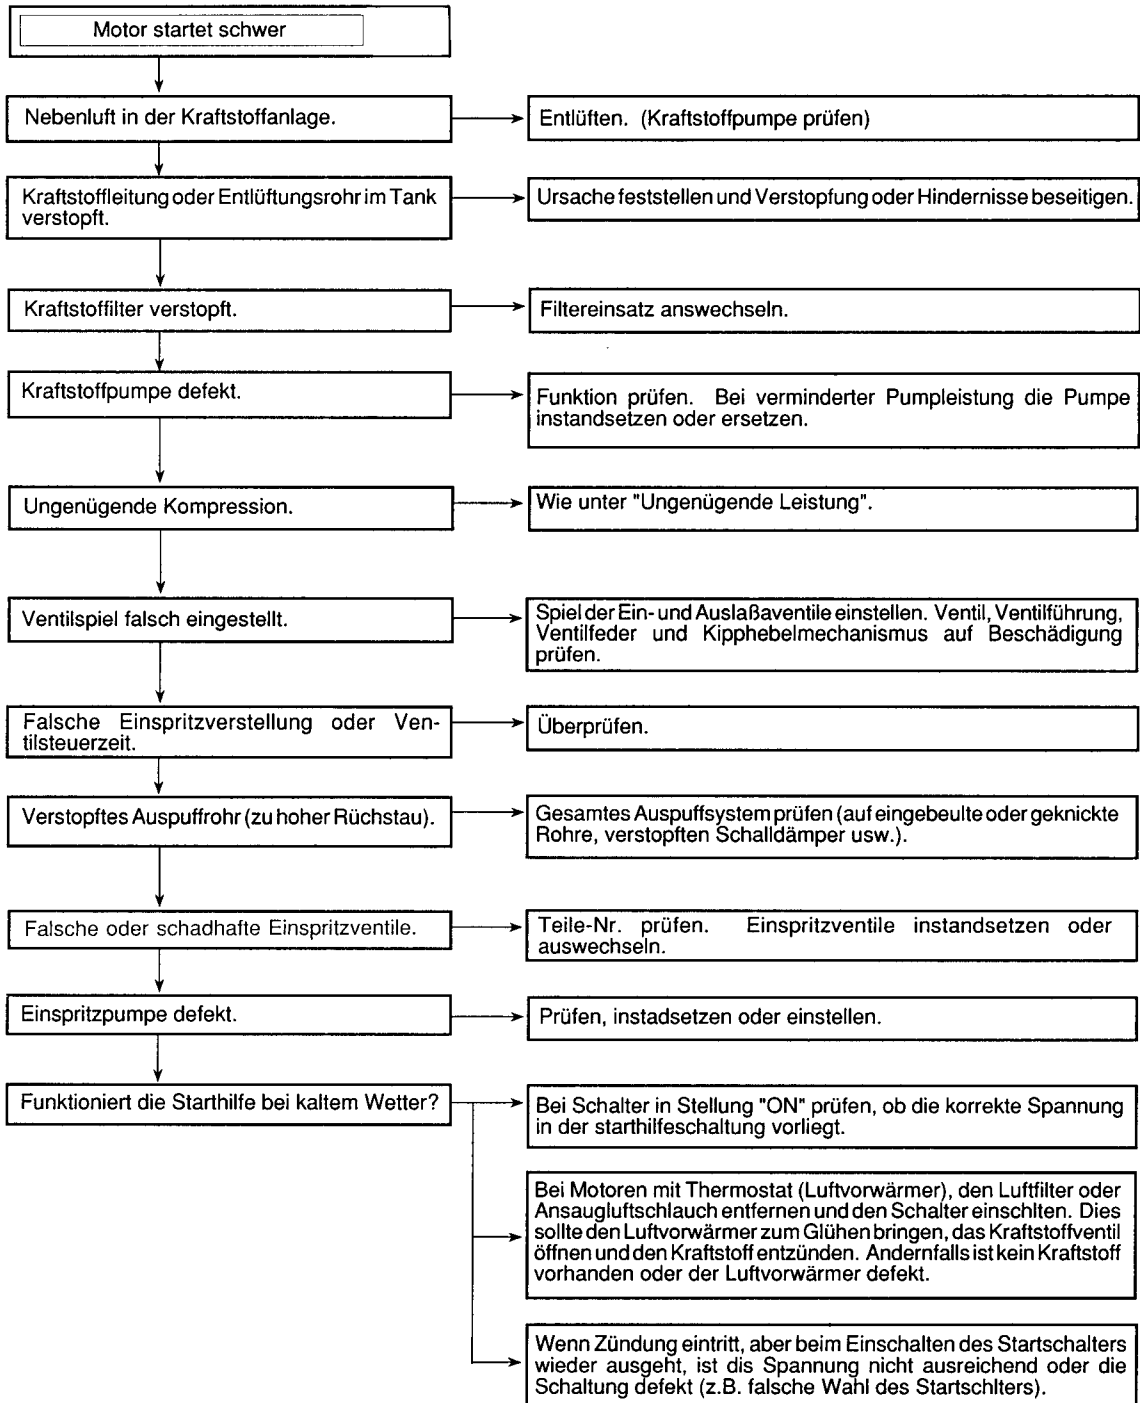 Motor startet schwer
Nebenluft in der Kraftstoffanlage.
Entlüften. (Kraftstoffpumpe prüfen)
Kraftstoffleitung oder Entlüftungsrohr im Tank
verstopft.
Ursache feststellen und Verstopfung oder Hindernisse beseitigen.
Kraftstoffilter verstopft.
Filtereinsatz answechseln.
Kraftstoffpumpe defekt.
Funktion prüfen. Bei verminderter Pumpleistung die Pumpe
instandsetzen oder ersetzen.
Ungenügende Kompression.
Wie unter "Ungenügende Leistung".
Ventilspiel falsch eingestellt.
Spiel der Ein- und Auslaßaventile einstellen. Ventil, Ventilführung,
Ventilfeder und Kipphebelmechanismus auf Beschädigung
prüfen.
Falsche Einspritzverstellung oder Ven-
tilsteuerzeit.
Überprüfen.
Verstopftes Auspuffrohr (zu hoher Rüchstau).
Gesamtes Auspuffsystem prüfen (auf eingebeulte oder geknickte
Rohre, verstopften Schalldämper usw.).
Falsche oder schadhafte Einspritzventile.
Teile-Nr. prüfen. Einspritzventile instandsetzen oder
auswechseln.
Einspritzpumpe defekt.
Prüfen, instadsetzen oder einstellen.
Funktioniert die Starthilfe bei kaltem Wetter?
Bei Schalter in Stellung "ON" prüfen, ob die korrekte Spannung
in der starthilfeschaltung vorliegt.
Bei Motoren mit Thermostat (Luftvorwärmer), den Luftfilter oder
Ansaugluftschlauch entfernen und den Schalter einschlten. Dies
sollte den Luftvorwärmer zum Glühen bringen, das Kraftstoffventil
öffnen und den Kraftstoff entzünden. Andernfalls ist kein Kraftstoff
vorhanden oder der Luftvorwärmer defekt.
Wenn Zündung eintritt, aber beim Einschalten des Startschalters
wieder ausgeht, ist dis Spannung nicht ausreichend oder die
Schaltung defekt (z.B. falsche Wahl des Startschlters).